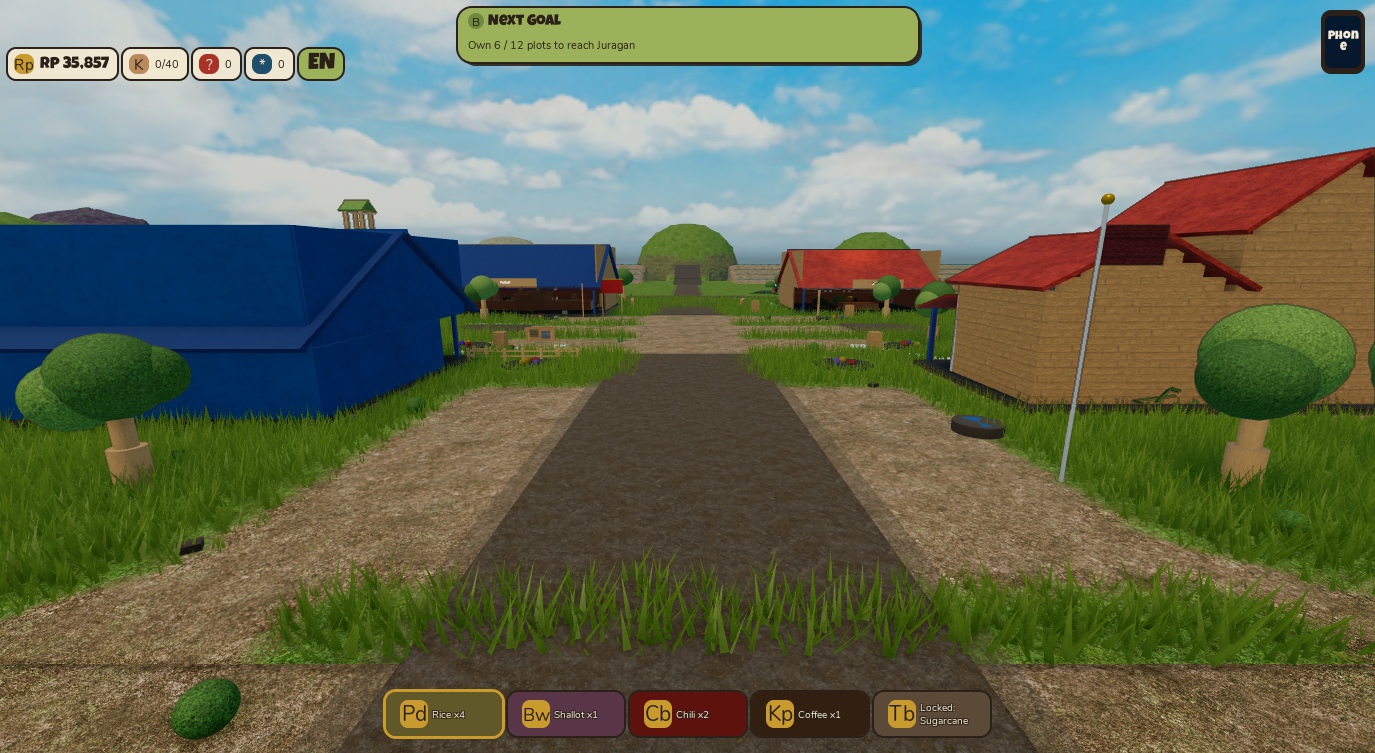 B NEXT GOAL
Own 6 / 12 plots to reach Juragan
Rp RP 35,857
K 0/40
? 0
* 0
EN
PHON
E
Pd Rice x4
Bw Shallot x1
Cb Chili x2
Kp Coffee x1
Tb Locked:
Sugarcane